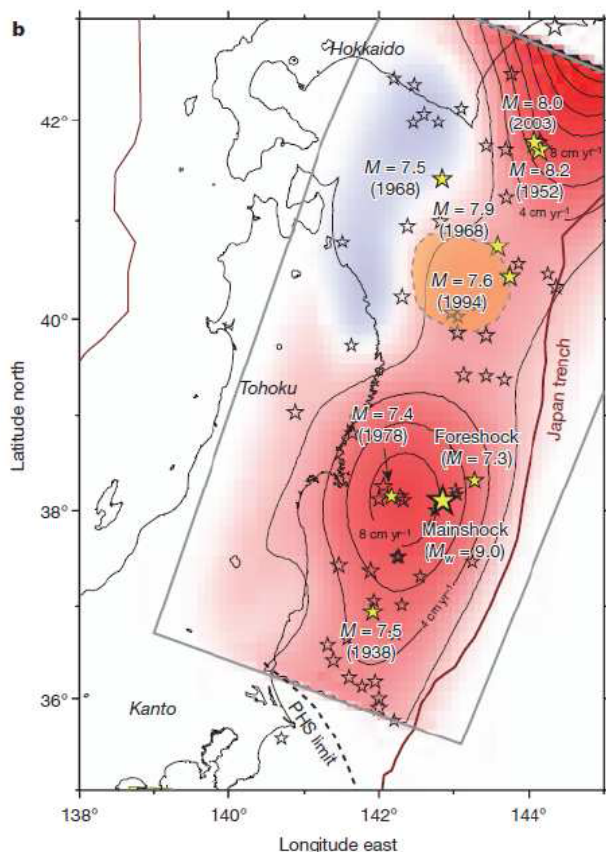 b
Hokkaido
M = 8.0
(2003)
8 cm yr⁻¹
M = 8.2
(1952)
4 cm yr⁻¹
M = 7.5
(1968)
M = 7.9
(1968)
M = 7.6
(1994)
Tohoku
Japan trench
M = 7.4
(1978)
Foreshock
(M = 7.3)
Mainshock
(Mw = 9.0)
8 cm yr⁻¹
4 cm yr⁻¹
M = 7.5
(1938)
Kanto
PHS limit
42°
40°
38°
36°
Latitude north
138°
140°
142°
144°
Longitude east